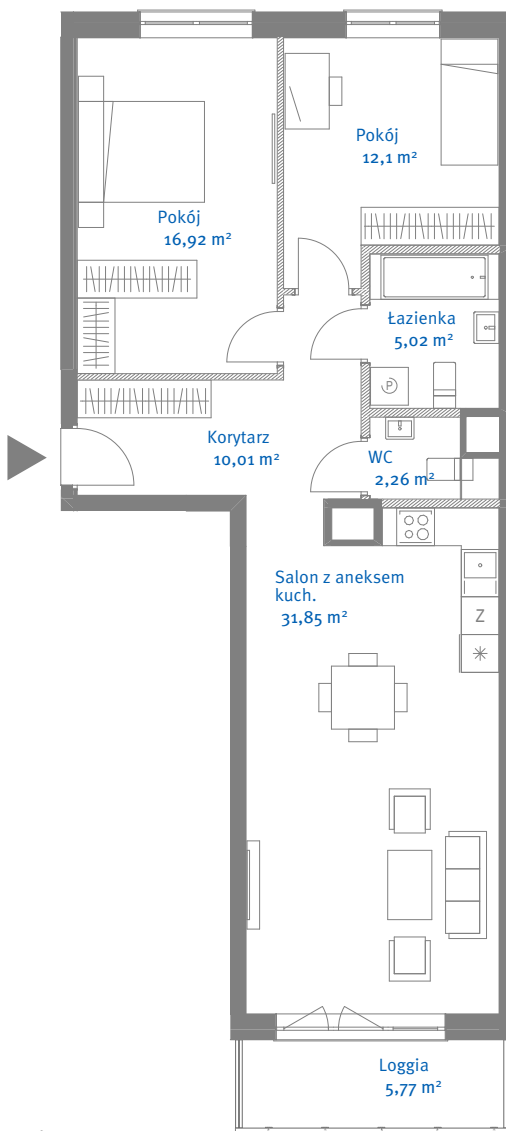 Pokój
12,1 m²
Pokój
16,92 m²
Łazienka
5,02 m²
P
Korytarz
10,01 m²
WC
2,26 m²
Salon z aneksem
kuch.
31,85 m²
Z
Loggia
5,77 m²